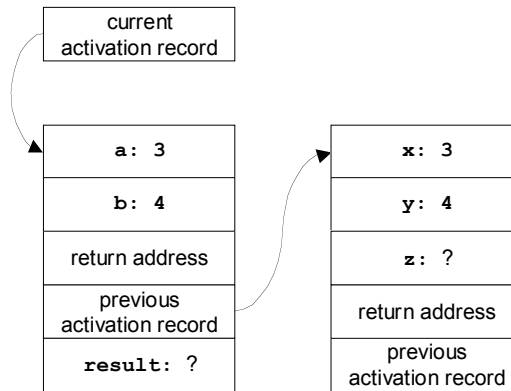 current
activation record
a: 3
b: 4
return address
previous
activation record
result: ?
x: 3
y: 4
z: ?
return address
previous
activation record